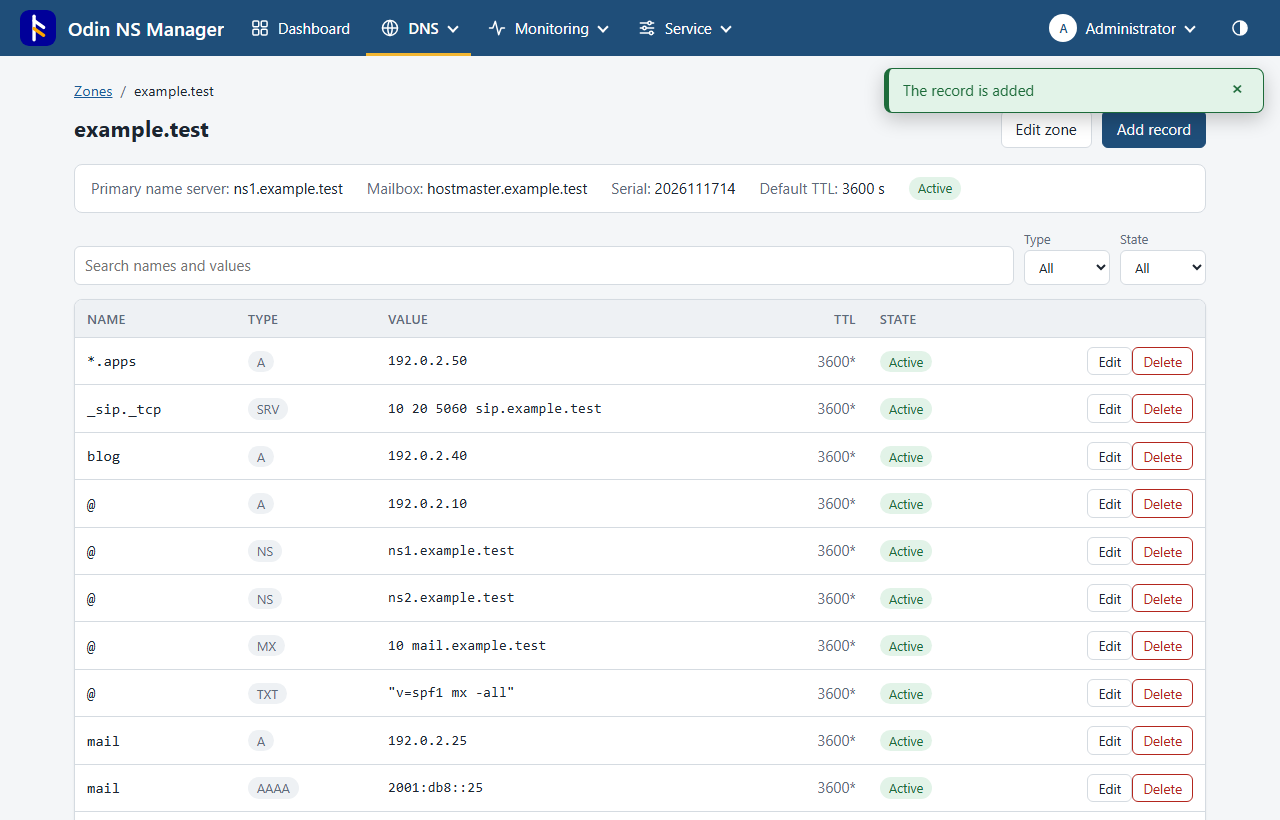 Odin NS Manager Dashboard DNS Monitoring Service A Administrator
Zones / example.test
The record is added ×
example.test Edit zone Add record
Primary name server: ns1.example.test Mailbox: hostmaster.example.test Serial: 2026111714 Default TTL: 3600 s Active
Type State
Search names and values All All
NAME TYPE VALUE TTL STATE
*.apps A 192.0.2.50 3600* Active Edit Delete
_sip._tcp SRV 10 20 5060 sip.example.test 3600* Active Edit Delete
blog A 192.0.2.40 3600* Active Edit Delete
@ A 192.0.2.10 3600* Active Edit Delete
@ NS ns1.example.test 3600* Active Edit Delete
@ NS ns2.example.test 3600* Active Edit Delete
@ MX 10 mail.example.test 3600* Active Edit Delete
@ TXT "v=spf1 mx -all" 3600* Active Edit Delete
mail A 192.0.2.25 3600* Active Edit Delete
mail AAAA 2001:db8::25 3600* Active Edit Delete